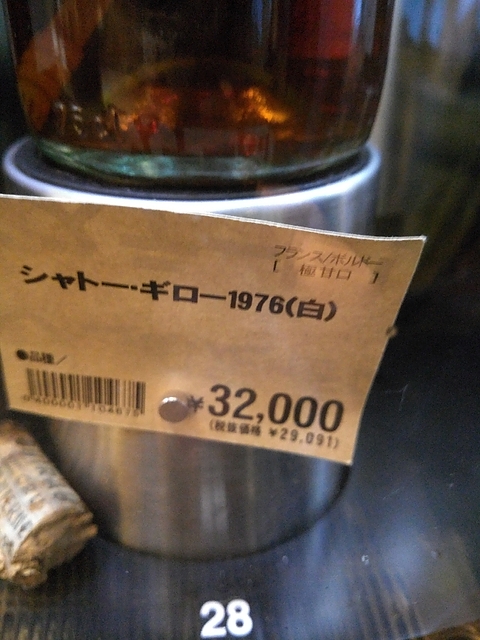 75cl
フランス/ボルドー
[ 極甘口 ]
シャトー・ギロー1976(白)
●品種／
¥32,000
(税抜価格 ¥29,091)
28